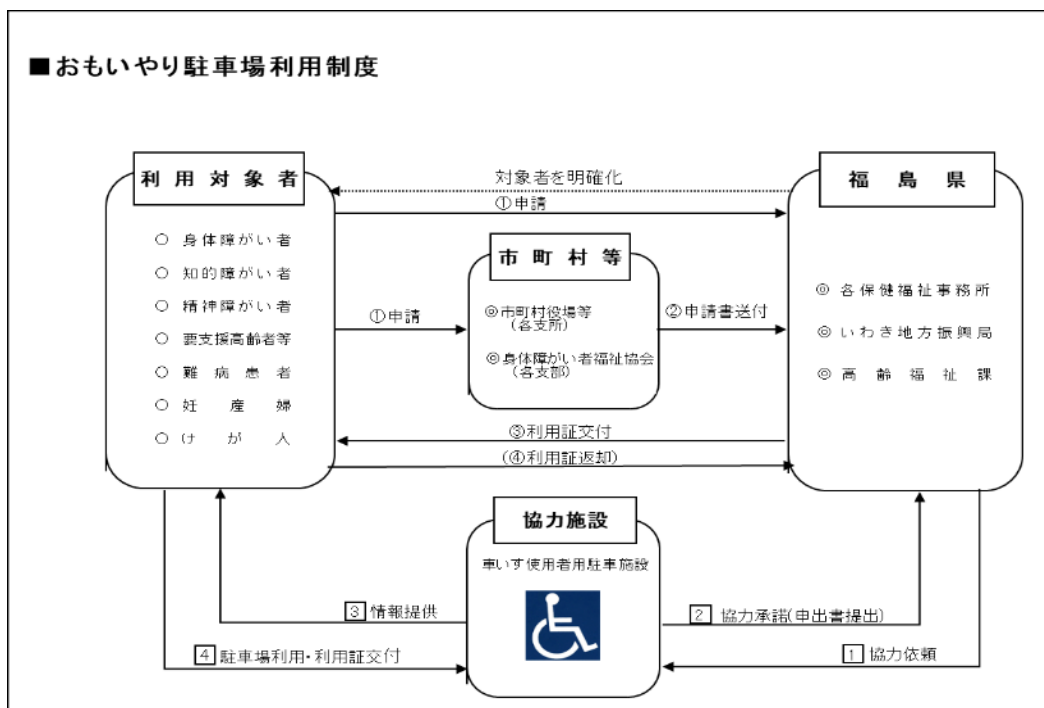 ■おもいやり駐車場利用制度
利用対象者
○ 身体障がい者
○ 知的障がい者
○ 精神障がい者
○ 要支援高齢者等
○ 難病患者
○ 妊産婦
○ けが人
対象者を明確化
①申請
市町村等
◎市町村役場等
(各支所)
◎身体障がい者福祉協会
(各支部)
①申請
②申請書送付
福島県
◎ 各保健福祉事務所
◎ いわき地方振興局
◎ 高齢福祉課
③利用証交付
(④利用証返却)
協力施設
車いす使用者用駐車施設
3 情報提供
2 協力承諾(申出書提出)
4 駐車場利用・利用証交付
1 協力依頼